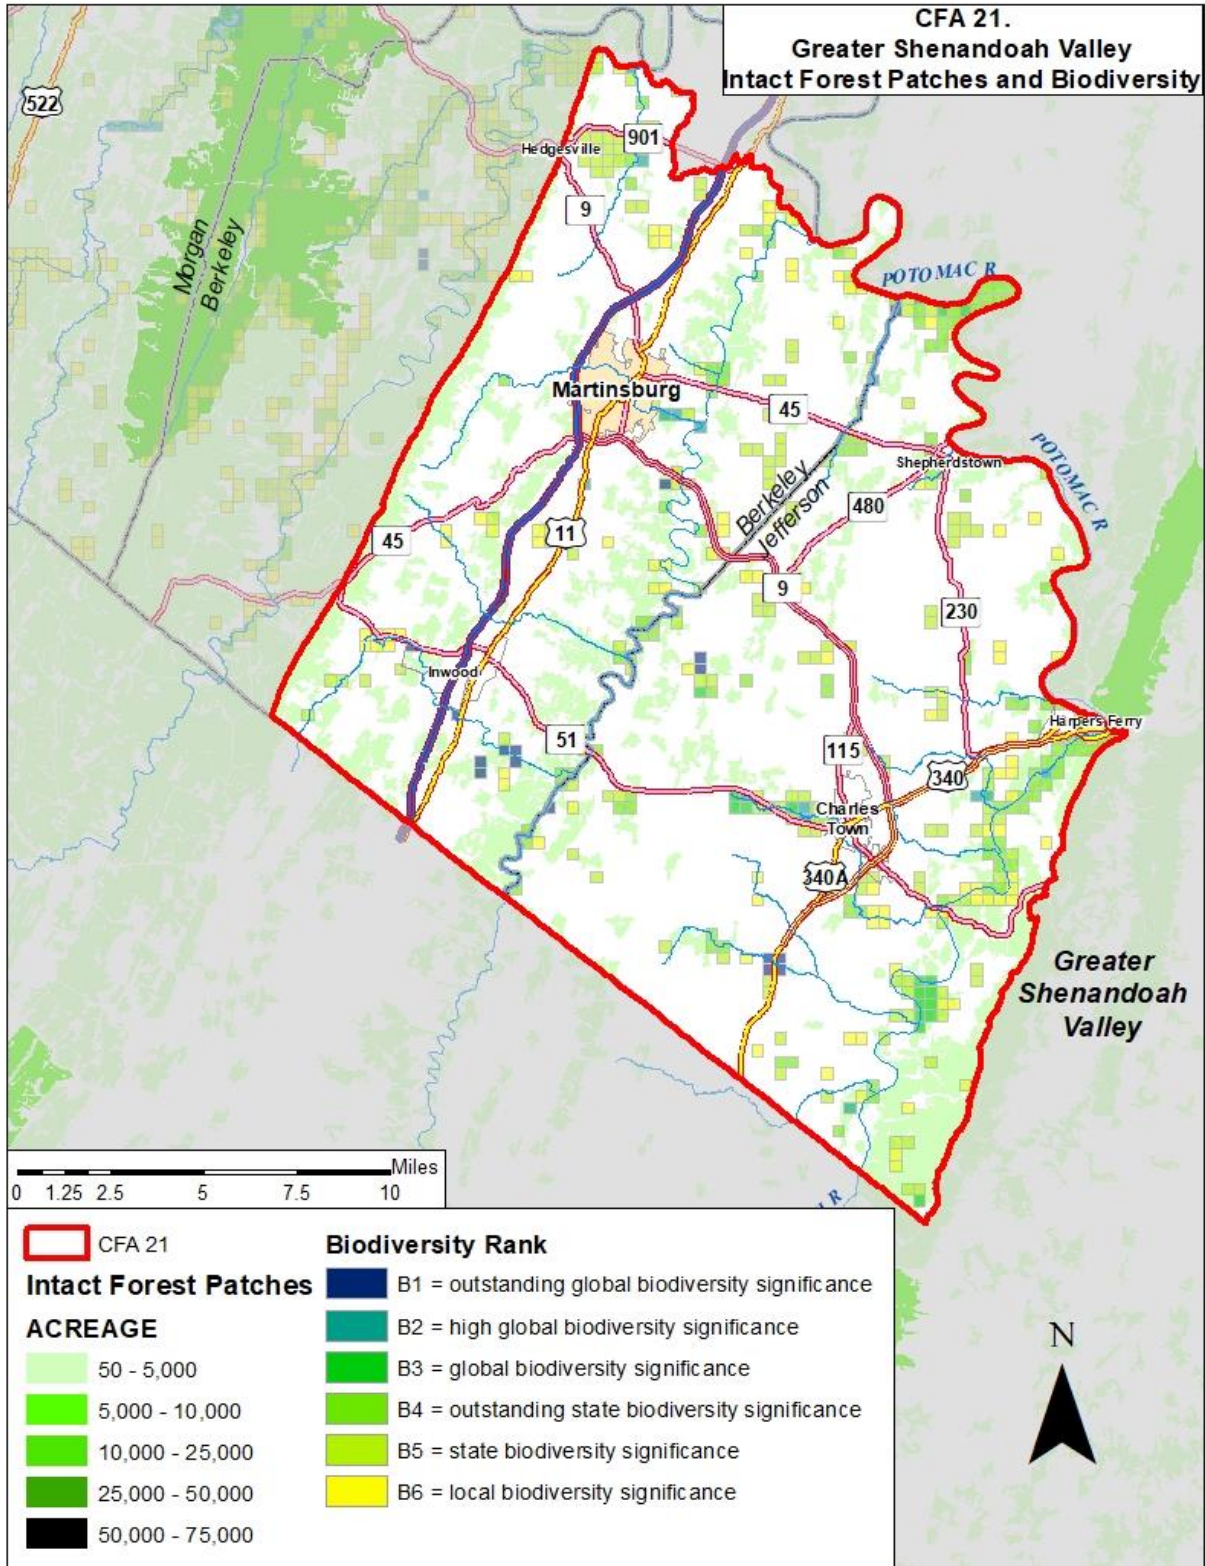 CFA 21.
Greater Shenandoah Valley
Intact Forest Patches and Biodiversity
522
901
Hedgesville
9
Morgan
Berkeley
POTOMAC R
Martinsburg
45
Shepherdstown
POTOMAC R
Berkeley
Jefferson
480
11
45
9
230
Inwood
51
115
Harpers Ferry
340
Charles
Town
340A
Greater
Shenandoah
Valley
Miles
0 1.25 2.5 5 7.5 10
R
CFA 21
Intact Forest Patches
ACREAGE
50 - 5,000
5,000 - 10,000
10,000 - 25,000
25,000 - 50,000
50,000 - 75,000
Biodiversity Rank
B1 = outstanding global biodiversity significance
B2 = high global biodiversity significance
B3 = global biodiversity significance
B4 = outstanding state biodiversity significance
B5 = state biodiversity significance
B6 = local biodiversity significance
N